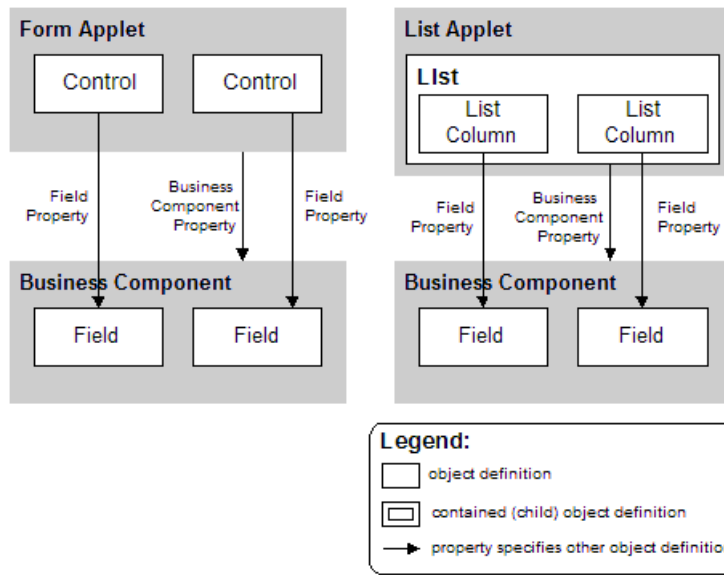 Form Applet
Control
Control
Field
Property
Business
Component
Property
Field
Property
Business Component
Field
Field
List Applet
LIst
List
Column
List
Column
Field
Property
Business
Component
Property
Field
Property
Business Component
Field
Field
Legend:
object definition
contained (child) object definition
property specifies other object definitio